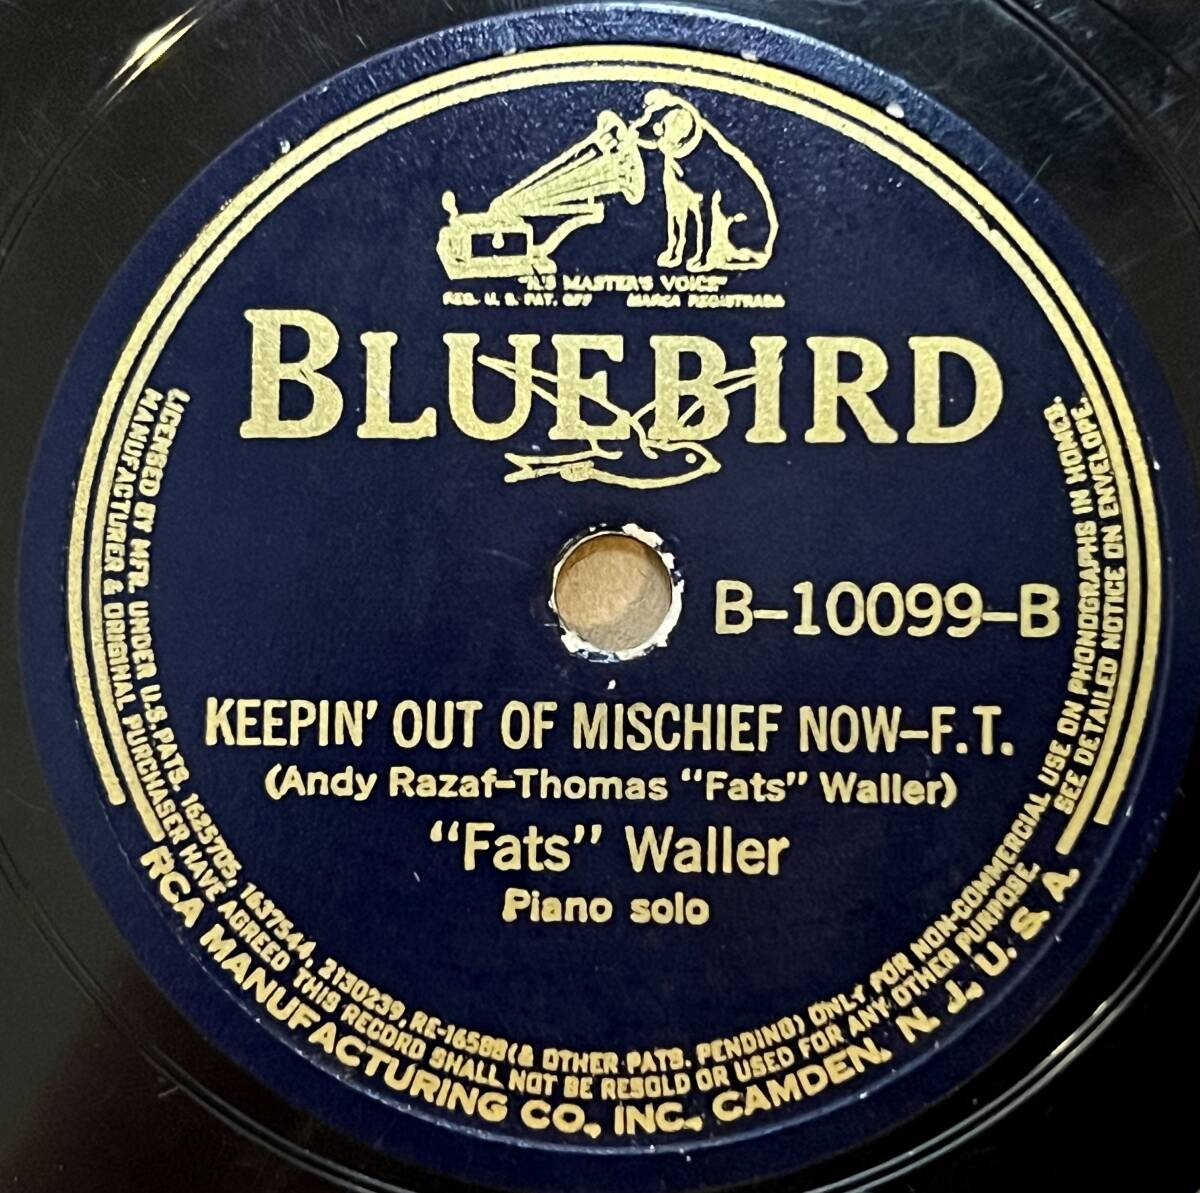 "HIS MASTER'S VOICE"
REG. U. S. PAT. OFF MARCA REGISTRADA
BLUEBIRD
B-10099-B
KEEPIN' OUT OF MISCHIEF NOW-F.T.
(Andy Razaf-Thomas "Fats" Waller)
"Fats" Waller
Piano solo
LICENSED BY MFR. UNDER U.S.PATS. 1625705, 1637544, 2130239, RE-16588 (& OTHER PATS. PENDING) ONLY FOR NON-COMMERCIAL USE ON PHONOGRAPHS IN HOMES.
MANUFACTURER & ORIGINAL PURCHASER HAVE AGREED THIS RECORD SHALL NOT BE RESOLD OR USED FOR ANY OTHER PURPOSE. SEE DETAILED NOTICE ON ENVELOPE.
RCA MANUFACTURING CO., INC., CAMDEN, N. J., U. S. A.